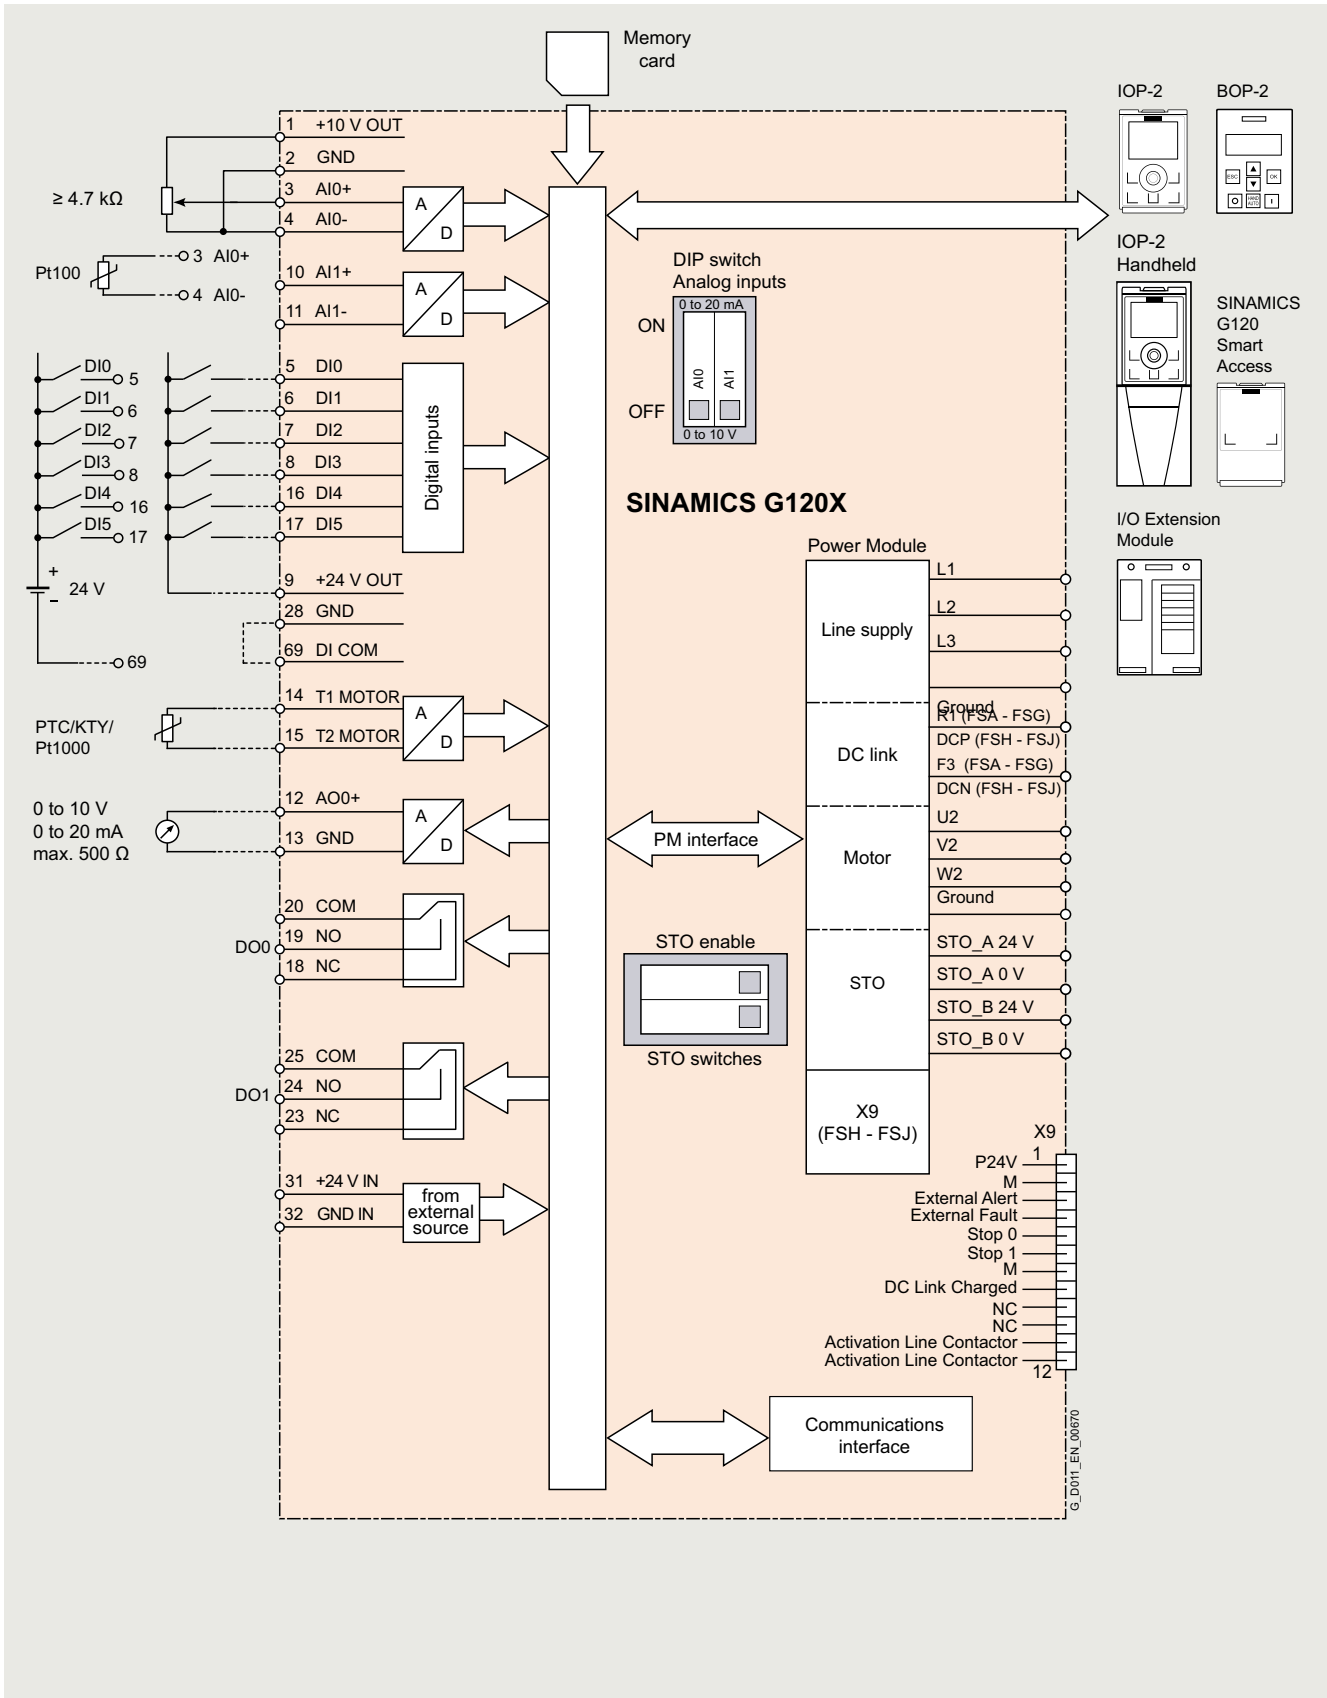 Memory
card
IOP-2
BOP-2
ESC
OK
HAND
AUTO
I
IOP-2
Handheld
SINAMICS
G120
Smart
Access
I/O Extension
Module
1 +10 V OUT
2 GND
3 AI0+
4 AI0-
≥ 4.7 kΩ
A
D
Pt100
3 AI0+
4 AI0-
10 AI1+
11 AI1-
A
D
DIP switch
Analog inputs
0 to 20 mA
ON
AI0
AI1
OFF
0 to 10 V
DI0
5
DI1
6
DI2
7
DI3
8
DI4
16
DI5
17
+
24 V
–
69
5 DI0
6 DI1
7 DI2
8 DI3
16 DI4
17 DI5
Digital inputs
9 +24 V OUT
28 GND
69 DI COM
SINAMICS G120X
PTC/KTY/
Pt1000
14 T1 MOTOR
15 T2 MOTOR
A
D
0 to 10 V
0 to 20 mA
max. 500 Ω
12 AO0+
13 GND
A
D
PM interface
DO0
20 COM
19 NO
18 NC
DO1
25 COM
24 NO
23 NC
31 +24 V IN
32 GND IN
from
external
source
STO enable
STO switches
Power Module
Line supply
L1
L2
L3
Ground
DC link
R1 (FSA - FSG)
DCP (FSH - FSJ)
F3 (FSA - FSG)
DCN (FSH - FSJ)
Motor
U2
V2
W2
Ground
STO
STO_A 24 V
STO_A 0 V
STO_B 24 V
STO_B 0 V
X9
(FSH - FSJ)
X9
1
P24V
M
External Alert
External Fault
Stop 0
Stop 1
M
DC Link Charged
NC
NC
Activation Line Contactor
Activation Line Contactor
12
Communications
interface
G_D011_EN_00670